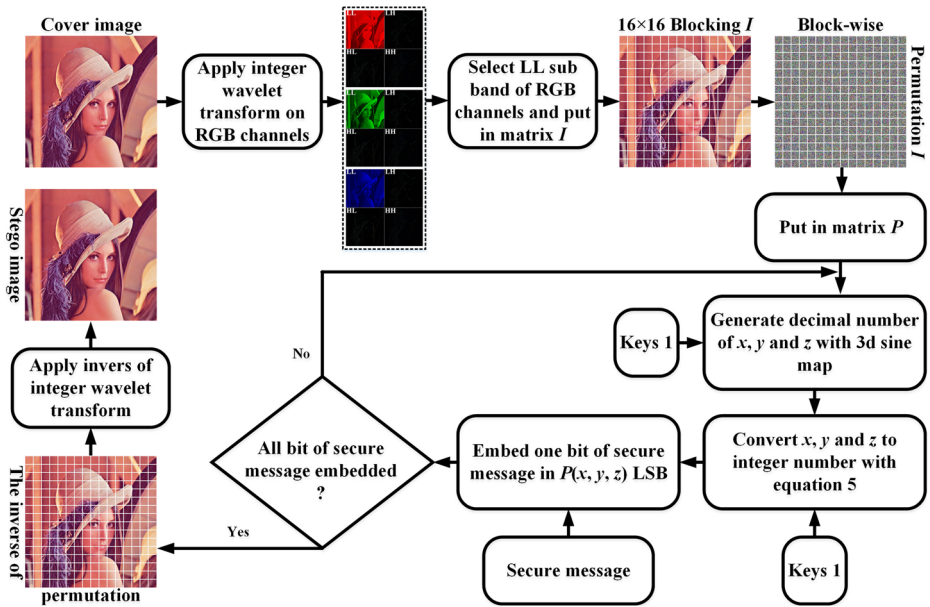 Cover image
Apply integer
wavelet
transform on
RGB channels
LL
LH
HL
HH
LL
LH
HL
HH
LL
LH
HL
HH
Select LL sub
band of RGB
channels and put
in matrix I
16×16 Blocking I
Block-wise
Permutation I
Put in matrix P
Generate decimal number
of x, y and z with 3d sine
map
Keys 1
Convert x, y and z to
integer number with
equation 5
Keys 1
Embed one bit of secure
message in P(x, y, z) LSB
Secure message
All bit of secure
message embedded
?
No
Yes
The inverse of
permutation
Apply invers of
integer wavelet
transform
Stego image